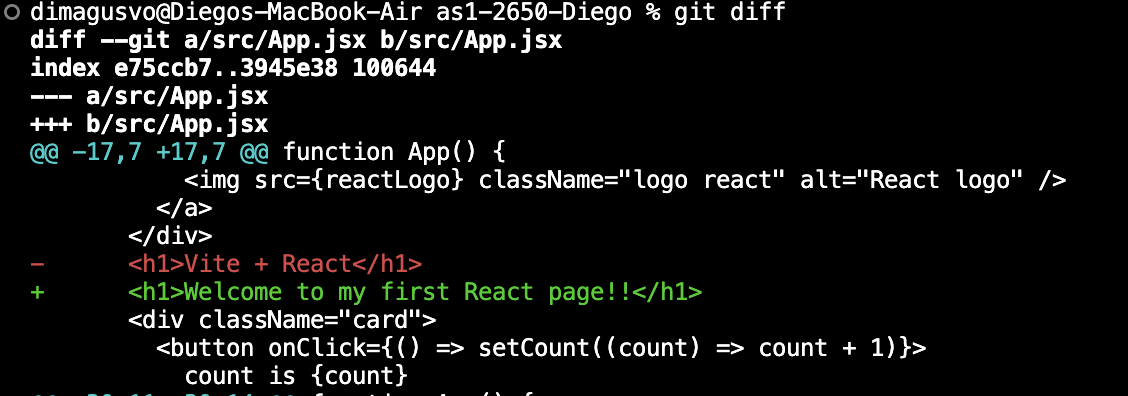 dimagusvo@Diegos-MacBook-Air as1-2650-Diego % git diff
diff --git a/src/App.jsx b/src/App.jsx
index e75ccb7..3945e38 100644
--- a/src/App.jsx
+++ b/src/App.jsx
@@ -17,7 +17,7 @@ function App() {
           <img src={reactLogo} className="logo react" alt="React logo" />
         </a>
       </div>
-      <h1>Vite + React</h1>
+      <h1>Welcome to my first React page!!</h1>
       <div className="card">
         <button onClick={() => setCount((count) => count + 1)}>
           count is {count}